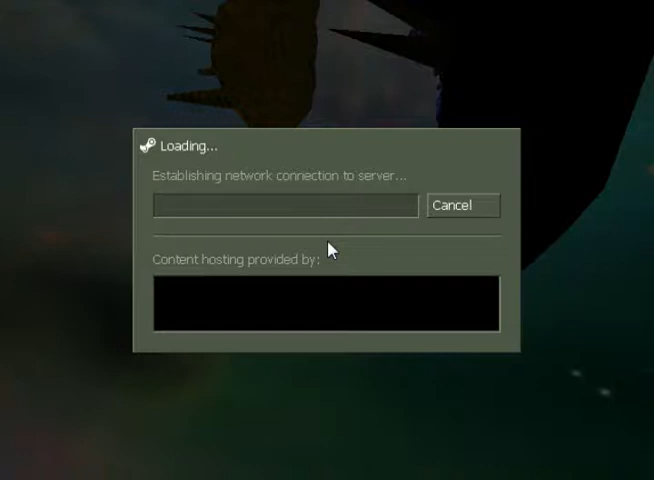 Loading...
Establishing network connection to server...
Cancel
Content hosting provided by: